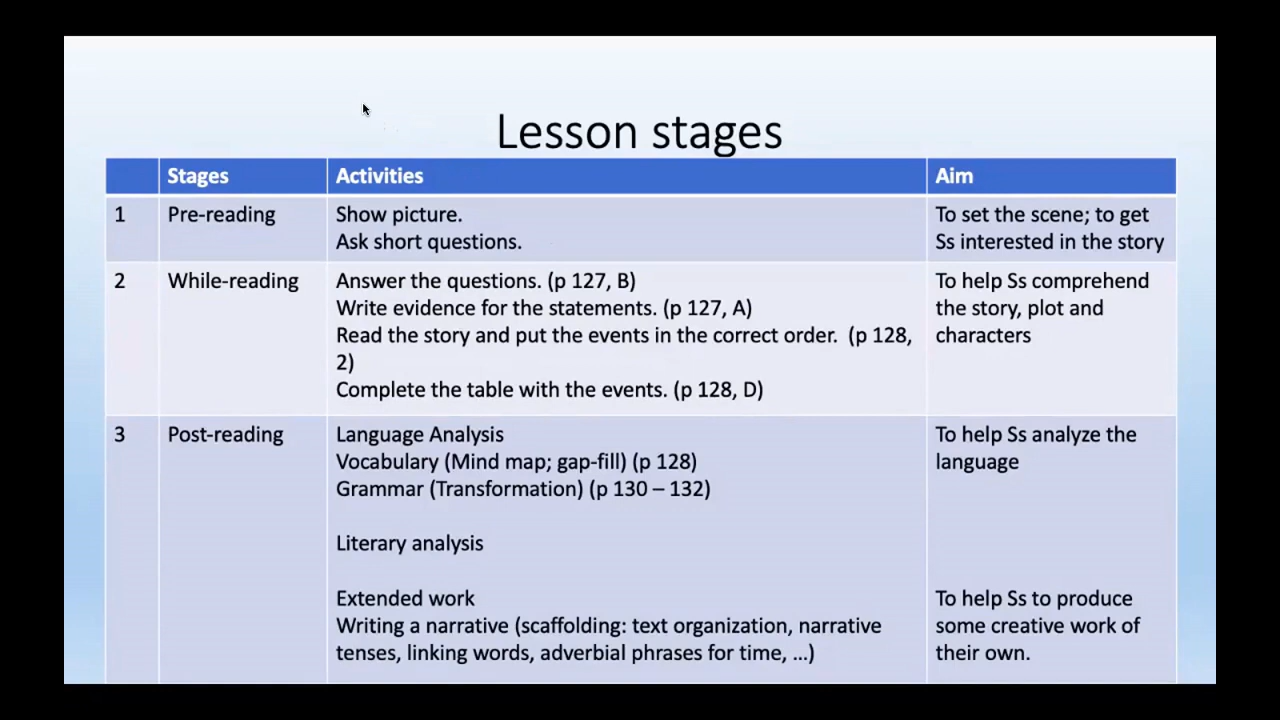 Lesson stages
Stages Activities Aim
1 Pre-reading Show picture. To set the scene; to get
Ask short questions. Ss interested in the story
2 While-reading Answer the questions. (p 127, B) To help Ss comprehend
Write evidence for the statements. (p 127, A) the story, plot and
Read the story and put the events in the correct order.  (p 128, characters
2)
Complete the table with the events. (p 128, D)
3 Post-reading Language Analysis To help Ss analyze the
Vocabulary (Mind map; gap-fill) (p 128) language
Grammar (Transformation) (p 130 – 132)
Literary analysis
Extended work To help Ss to produce
Writing a narrative (scaffolding: text organization, narrative some creative work of
tenses, linking words, adverbial phrases for time, …) their own.